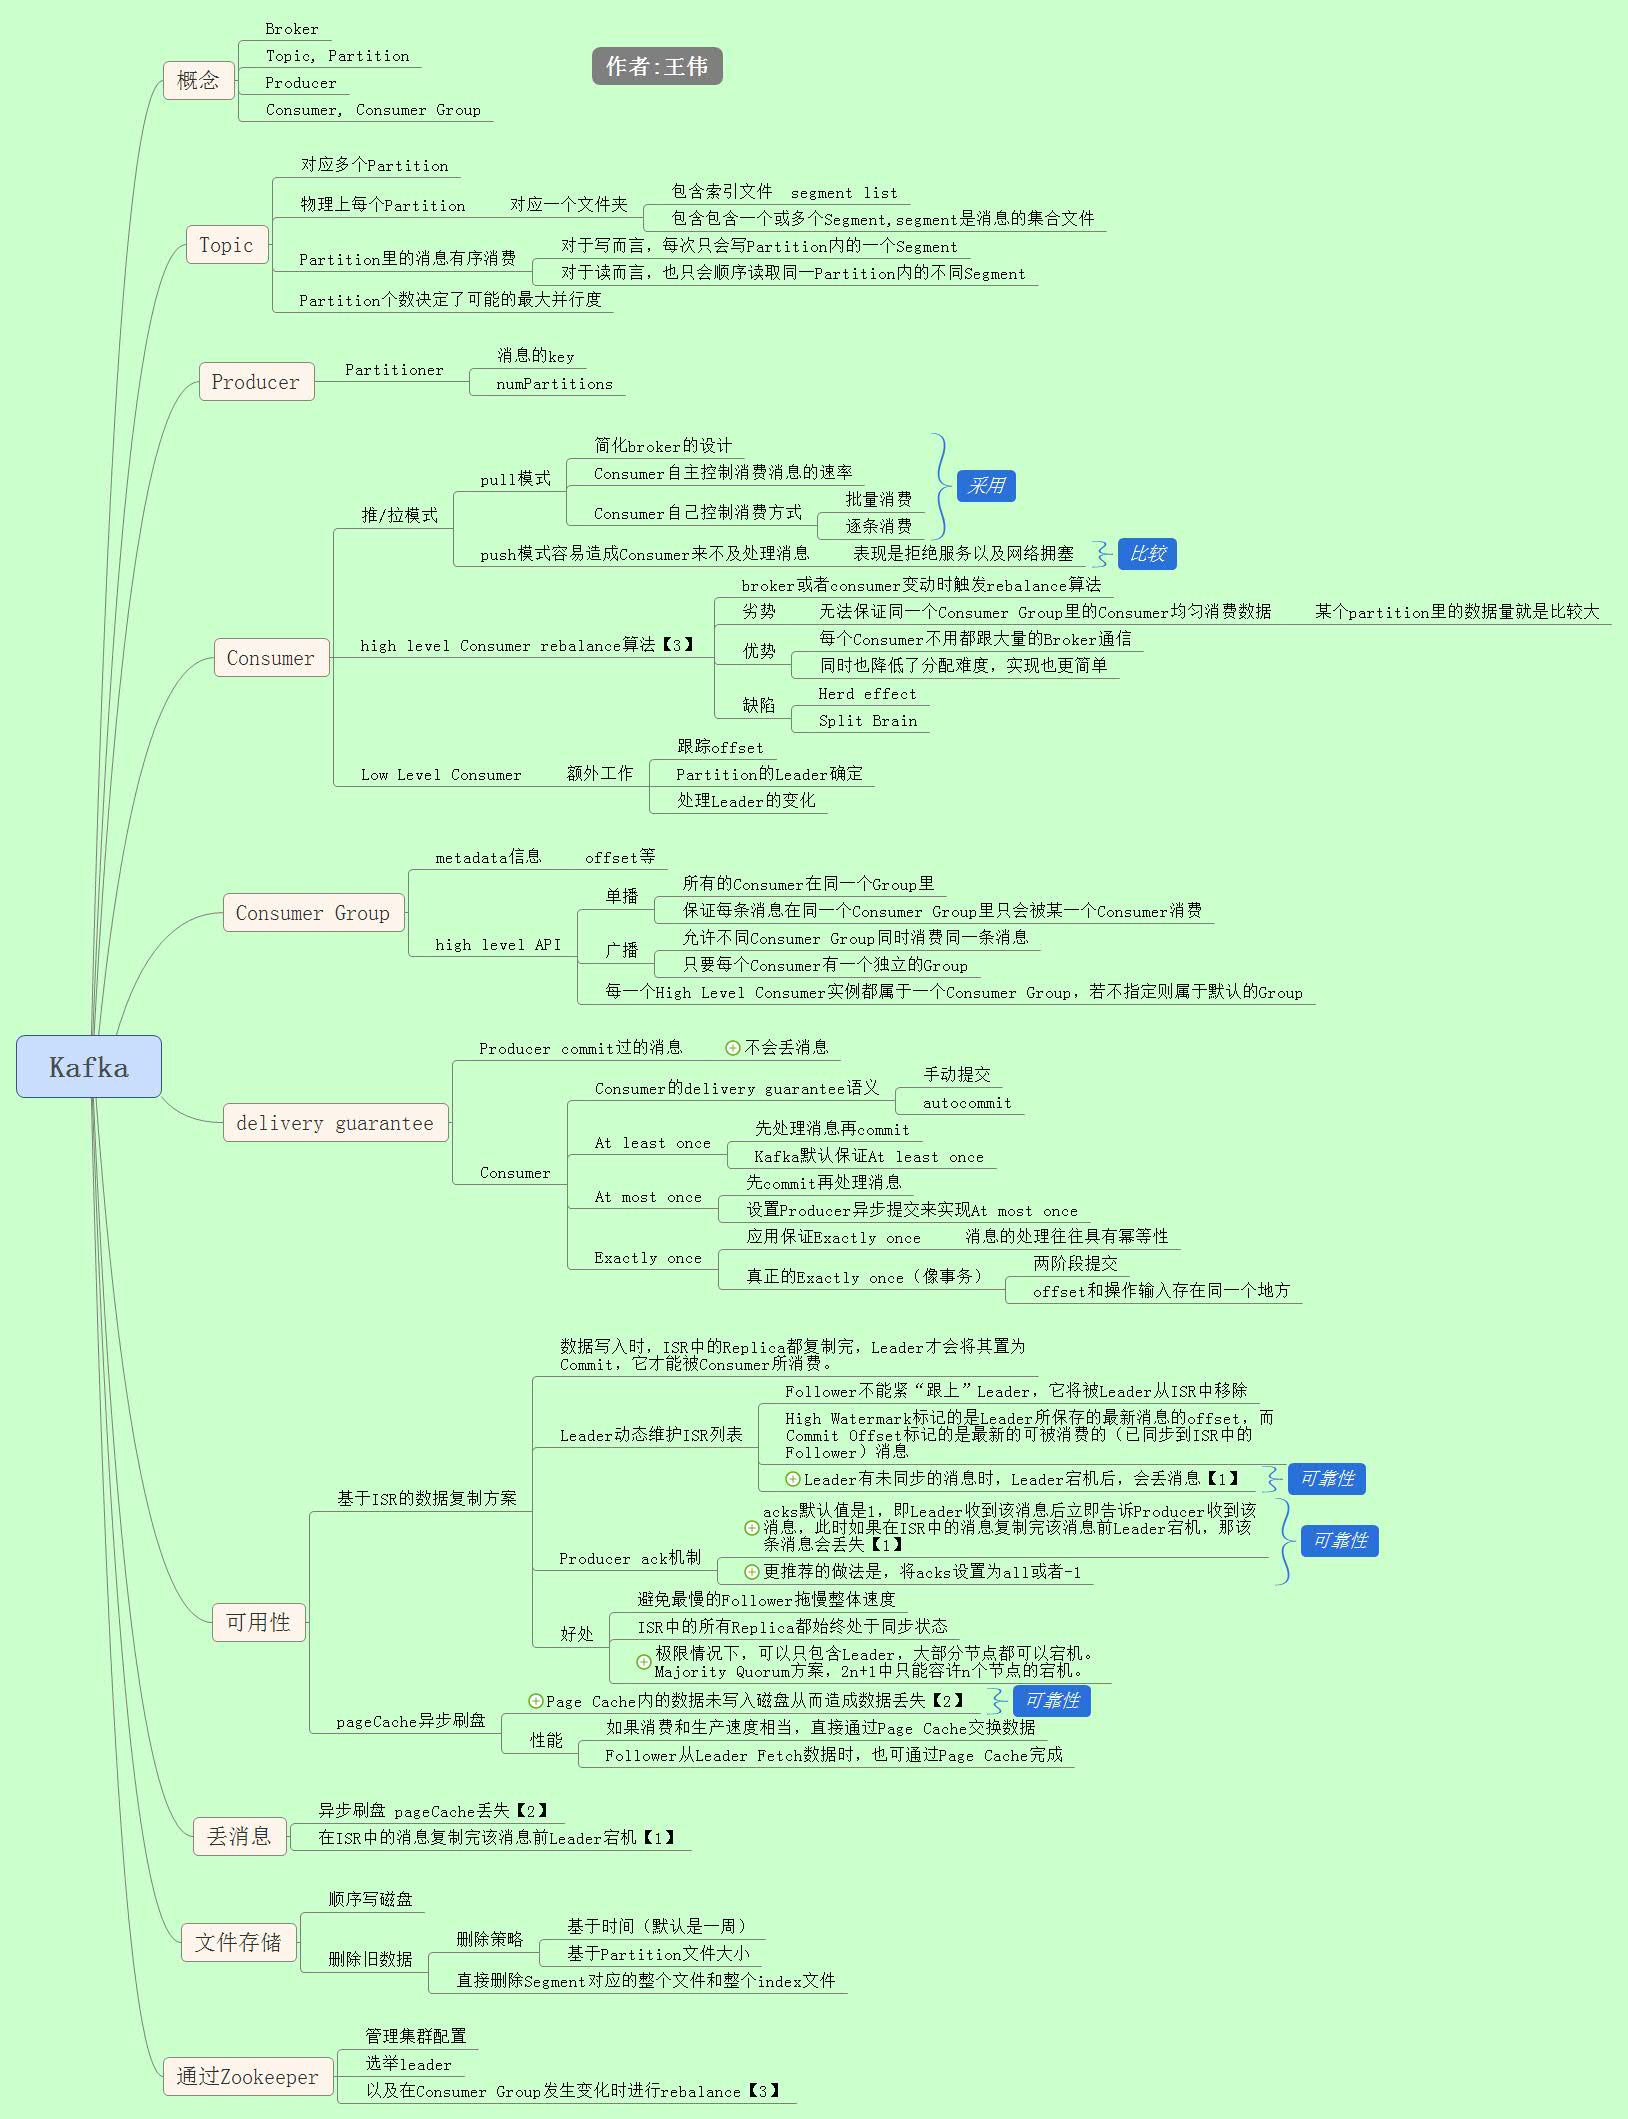 作者:王伟
Kafka
概念
Broker
Topic, Partition
Producer
Consumer, Consumer Group
Topic
对应多个Partition
物理上每个Partition
对应一个文件夹
包含索引文件  segment list
包含包含一个或多个Segment,segment是消息的集合文件
Partition里的消息有序消费
对于写而言，每次只会写Partition内的一个Segment
对于读而言，也只会顺序读取同一Partition内的不同Segment
Partition个数决定了可能的最大并行度
Producer
Partitioner
消息的key
numPartitions
Consumer
推/拉模式
pull模式
简化broker的设计
Consumer自主控制消费消息的速率
Consumer自己控制消费方式
批量消费
逐条消费
采用
push模式容易造成Consumer来不及处理消息
表现是拒绝服务以及网络拥塞
比较
high level Consumer rebalance算法【3】
broker或者consumer变动时触发rebalance算法
劣势
无法保证同一个Consumer Group里的Consumer均匀消费数据
某个partition里的数据量就是比较大
优势
每个Consumer不用都跟大量的Broker通信
同时也降低了分配难度，实现也更简单
缺陷
Herd effect
Split Brain
Low Level Consumer
额外工作
跟踪offset
Partition的Leader确定
处理Leader的变化
Consumer Group
metadata信息
offset等
high level API
单播
所有的Consumer在同一个Group里
保证每条消息在同一个Consumer Group里只会被某一个Consumer消费
广播
允许不同Consumer Group同时消费同一条消息
只要每个Consumer有一个独立的Group
每一个High Level Consumer实例都属于一个Consumer Group，若不指定则属于默认的Group
delivery guarantee
Producer commit过的消息
不会丢消息
Consumer
Consumer的delivery guarantee语义
手动提交
autocommit
At least once
先处理消息再commit
Kafka默认保证At least once
At most once
先commit再处理消息
设置Producer异步提交来实现At most once
Exactly once
应用保证Exactly once
消息的处理往往具有幂等性
真正的Exactly once（像事务）
两阶段提交
offset和操作输入存在同一个地方
可用性
基于ISR的数据复制方案
数据写入时，ISR中的Replica都复制完，Leader才会将其置为
Commit，它才能被Consumer所消费。
Leader动态维护ISR列表
Follower不能紧“跟上”Leader，它将被Leader从ISR中移除
High Watermark标记的是Leader所保存的最新消息的offset，而
Commit Offset标记的是最新的可被消费的（已同步到ISR中的
Follower）消息
Leader有未同步的消息时，Leader宕机后，会丢消息【1】
可靠性
Producer ack机制
acks默认值是1，即Leader收到该消息后立即告诉Producer收到该
消息，此时如果在ISR中的消息复制完该消息前Leader宕机，那该
条消息会丢失【1】
更推荐的做法是，将acks设置为all或者-1
可靠性
好处
避免最慢的Follower拖慢整体速度
ISR中的所有Replica都始终处于同步状态
极限情况下，可以只包含Leader，大部分节点都可以宕机。
Majority Quorum方案，2n+1中只能容许n个节点的宕机。
pageCache异步刷盘
Page Cache内的数据未写入磁盘从而造成数据丢失【2】
可靠性
性能
如果消费和生产速度相当，直接通过Page Cache交换数据
Follower从Leader Fetch数据时，也可通过Page Cache完成
丢消息
异步刷盘 pageCache丢失【2】
在ISR中的消息复制完该消息前Leader宕机【1】
文件存储
顺序写磁盘
删除旧数据
删除策略
基于时间（默认是一周）
基于Partition文件大小
直接删除Segment对应的整个文件和整个index文件
通过Zookeeper
管理集群配置
选举leader
以及在Consumer Group发生变化时进行rebalance【3】